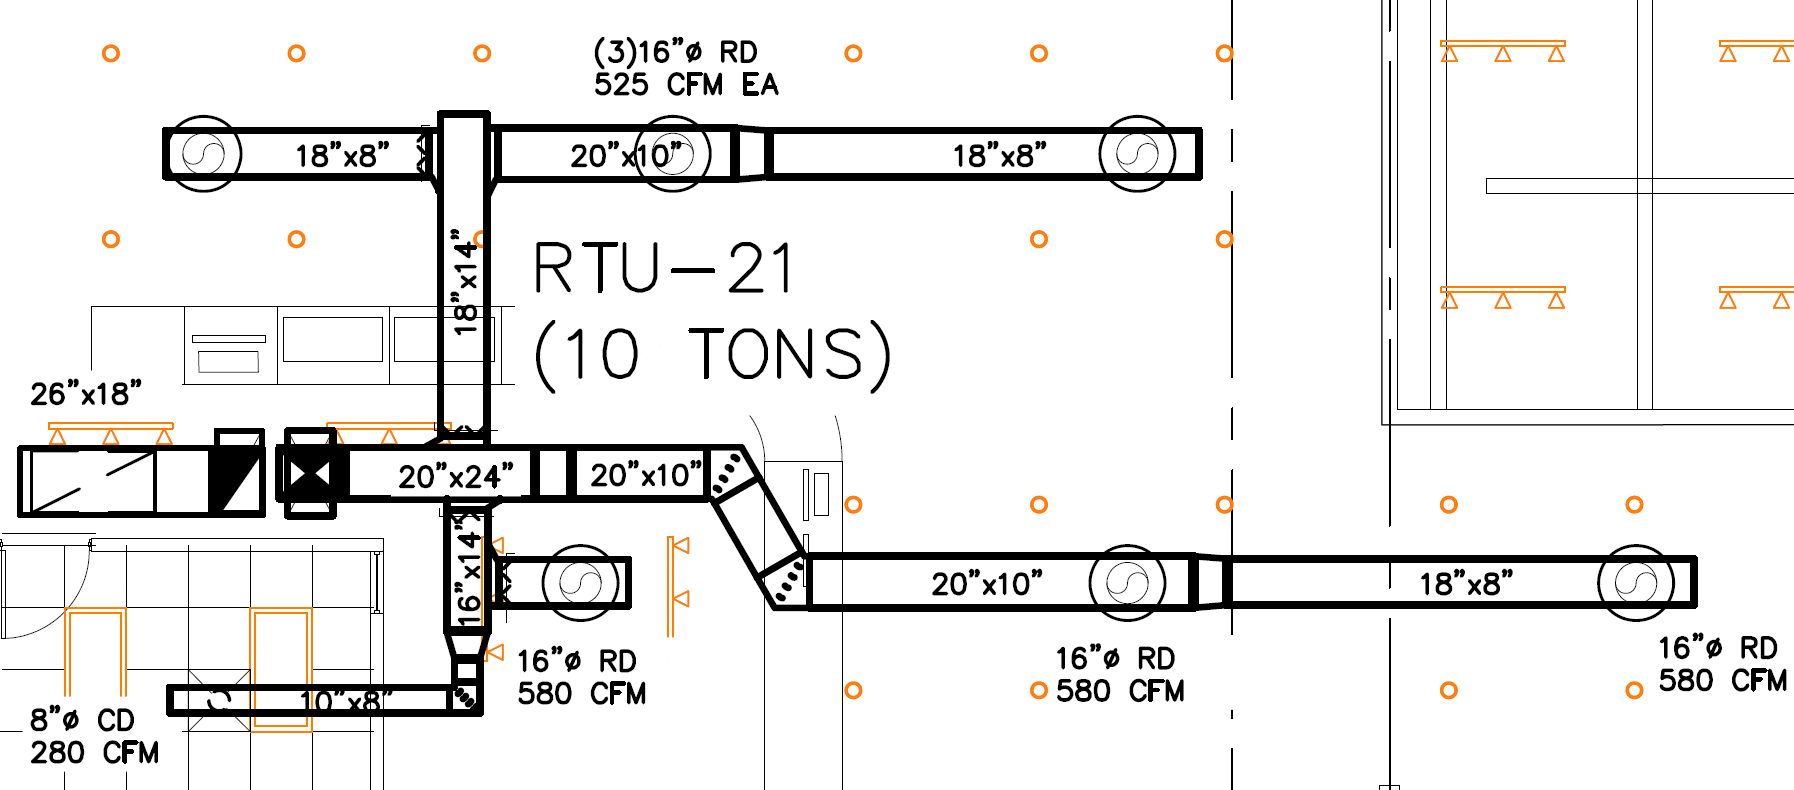 (3)16"ø RD
525 CFM EA
18"x8"
20"x10"
18"x8"
18"x14"
RTU-21
(10 TONS)
26"x18"
20"x24"
20"x10"
16"x14"
20"x10"
18"x8"
16"ø RD
580 CFM
16"ø RD
580 CFM
16"ø RD
580 CFM
10"x8"
8"ø CD
280 CFM